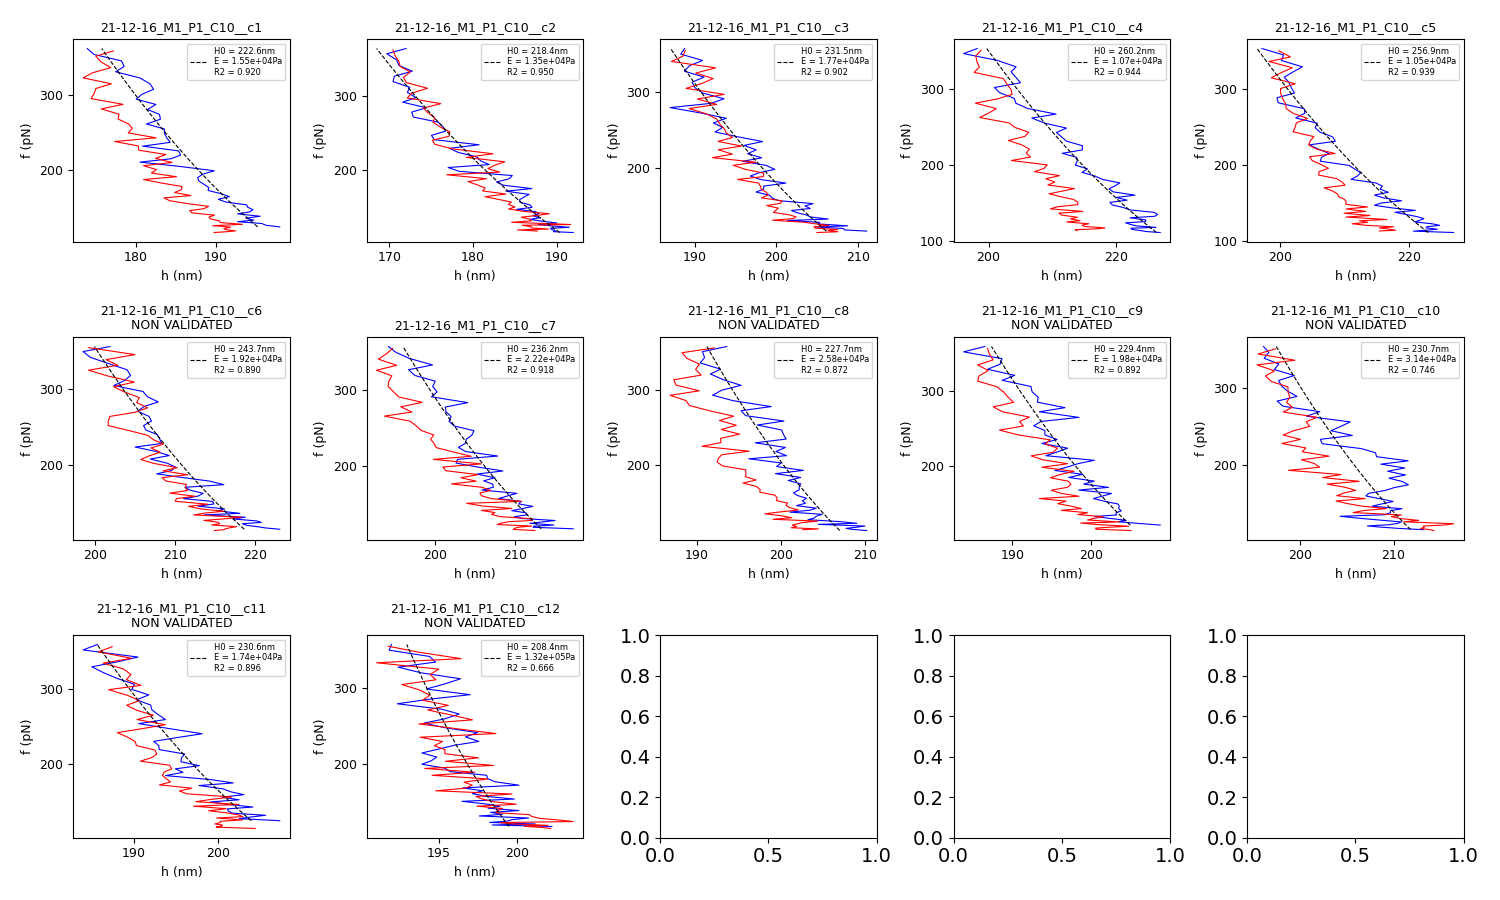 21-12-16_M1_P1_C10__c1
H0 = 222.6nm
E = 1.55e+04Pa
R2 = 0.920
300
200
f (pN)
180 190
h (nm)
21-12-16_M1_P1_C10__c2
H0 = 218.4nm
E = 1.35e+04Pa
R2 = 0.950
300
200
f (pN)
170 180 190
h (nm)
21-12-16_M1_P1_C10__c3
H0 = 231.5nm
E = 1.77e+04Pa
R2 = 0.902
300
200
f (pN)
190 200 210
h (nm)
21-12-16_M1_P1_C10__c4
H0 = 260.2nm
E = 1.07e+04Pa
R2 = 0.944
300
200
100
f (pN)
200 220
h (nm)
21-12-16_M1_P1_C10__c5
H0 = 256.9nm
E = 1.05e+04Pa
R2 = 0.939
300
200
100
f (pN)
200 220
h (nm)
21-12-16_M1_P1_C10__c6
NON VALIDATED
H0 = 243.7nm
E = 1.92e+04Pa
R2 = 0.890
300
200
f (pN)
200 210 220
h (nm)
21-12-16_M1_P1_C10__c7
H0 = 236.2nm
E = 2.22e+04Pa
R2 = 0.918
300
200
f (pN)
200 210
h (nm)
21-12-16_M1_P1_C10__c8
NON VALIDATED
H0 = 227.7nm
E = 2.58e+04Pa
R2 = 0.872
300
200
f (pN)
190 200 210
h (nm)
21-12-16_M1_P1_C10__c9
NON VALIDATED
H0 = 229.4nm
E = 1.98e+04Pa
R2 = 0.892
300
200
f (pN)
190 200
h (nm)
21-12-16_M1_P1_C10__c10
NON VALIDATED
H0 = 230.7nm
E = 3.14e+04Pa
R2 = 0.746
300
200
f (pN)
200 210
h (nm)
21-12-16_M1_P1_C10__c11
NON VALIDATED
H0 = 230.6nm
E = 1.74e+04Pa
R2 = 0.896
300
200
f (pN)
190 200
h (nm)
21-12-16_M1_P1_C10__c12
NON VALIDATED
H0 = 208.4nm
E = 1.32e+05Pa
R2 = 0.666
300
200
f (pN)
195 200
h (nm)
1.0
0.8
0.6
0.4
0.2
0.0
0.0 0.5 1.0
1.0
0.8
0.6
0.4
0.2
0.0
0.0 0.5 1.0
1.0
0.8
0.6
0.4
0.2
0.0
0.0 0.5 1.0